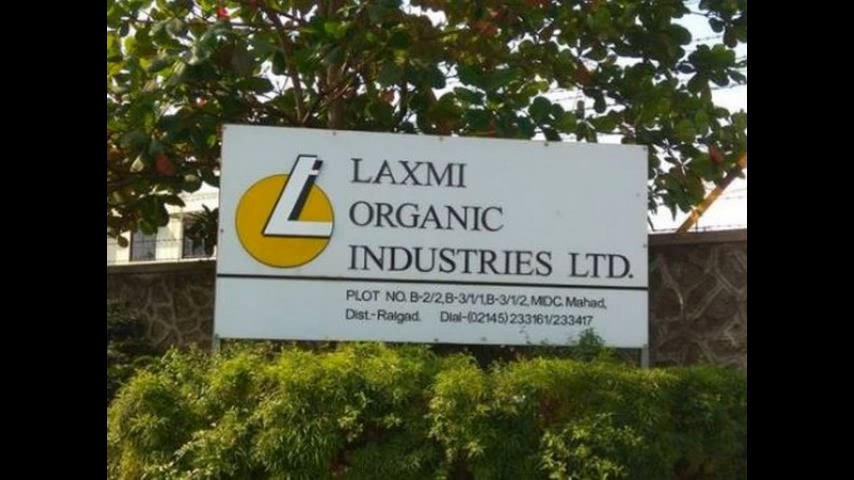 LAXMI
ORGANIC
INDUSTRIES LTD.
PLOT NO. B-2/2,B-3/1/1,B-3/1/2, MIDC. Mahad,
Dist.-Raigad. Dial-(02145) 233161/233417